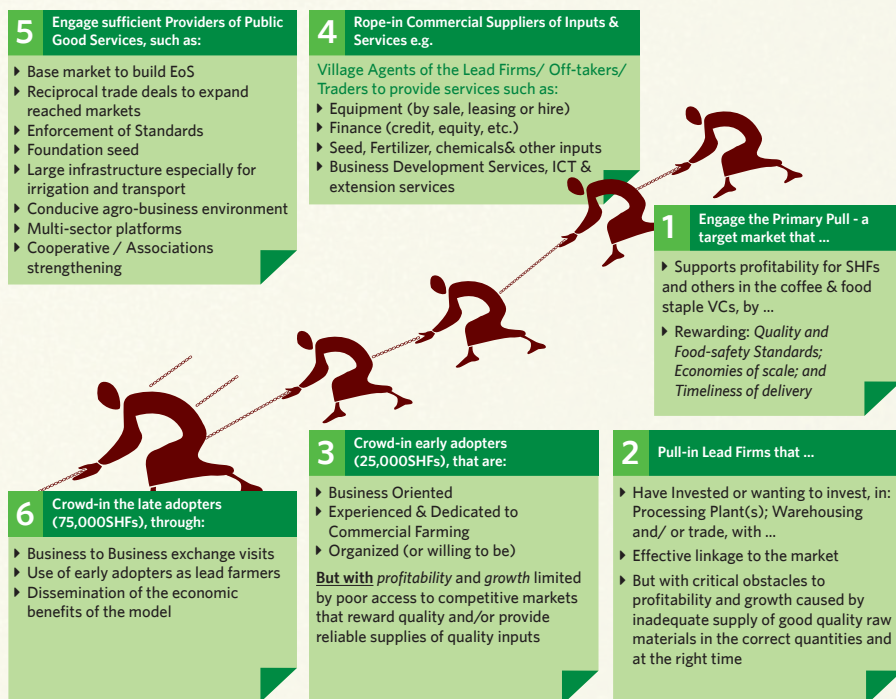 5
Engage sufficient Providers of Public
Good Services, such as:
Base market to build EoS
Reciprocal trade deals to expand
reached markets
Enforcement of Standards
Foundation seed
Large infrastructure especially for
irrigation and transport
Conducive agro-business environment
Multi-sector platforms
Cooperative / Associations
strengthening
4
Rope-in Commercial Suppliers of Inputs &
Services e.g.
Village Agents of the Lead Firms/ Off-takers/
Traders to provide services such as:
Equipment (by sale, leasing or hire)
Finance (credit, equity, etc.)
Seed, Fertilizer, chemicals& other inputs
Business Development Services, ICT &
extension services
1
Engage the Primary Pull - a
target market that ...
Supports profitability for SHFs
and others in the coffee & food
staple VCs, by ...
Rewarding: Quality and
Food-safety Standards;
Economies of scale; and
Timeliness of delivery
6
Crowd-in the late adopters
(75,000SHFs), through:
Business to Business exchange visits
Use of early adopters as lead farmers
Dissemination of the economic
benefits of the model
3
Crowd-in early adopters
(25,000SHFs), that are:
Business Oriented
Experienced & Dedicated to
Commercial Farming
Organized (or willing to be)
But with profitability and growth limited
by poor access to competitive markets
that reward quality and/or provide
reliable supplies of quality inputs
2
Pull-in Lead Firms that ...
Have Invested or wanting to invest, in:
Processing Plant(s); Warehousing
and/ or trade, with ...
Effective linkage to the market
But with critical obstacles to
profitability and growth caused by
inadequate supply of good quality raw
materials in the correct quantities and
at the right time